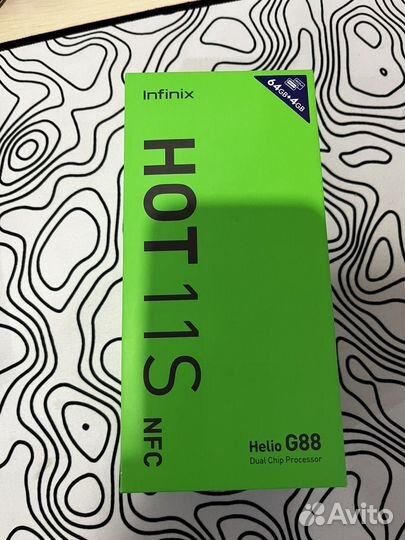 Infinix
64GB+4GB
HOT 11S
NFC
Helio G88
Dual Chip Processor
Avito